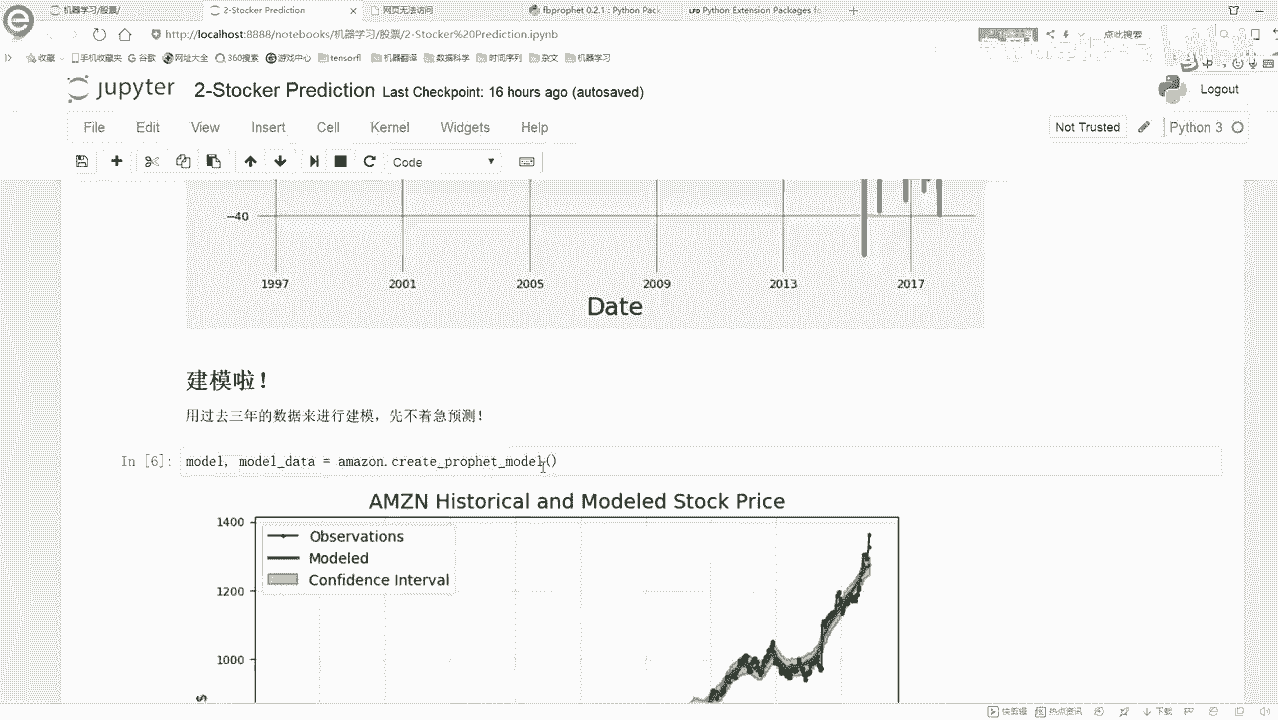 机器学习/股票/
2-Stocker Prediction
网页无法访问
fbprophet 0.2.1 : Python Pack
LFD Python Extension Packages fo
http://localhost:8888/notebooks/机器学习/股票/2-Stocker%20Prediction.ipynb
点此搜索
收藏
手机收藏夹
谷歌
网址大全
360搜索
游戏中心
tensorfl
机器翻译
数据科学
时间序列
杂文
机器学习
jupyter
2-Stocker Prediction
Last Checkpoint: 16 hours ago (autosaved)
Logout
File
Edit
View
Insert
Cell
Kernel
Widgets
Help
Not Trusted
Python 3
Code
-40
1997
2001
2005
2009
2013
2017
Date
建模啦！
用过去三年的数据来进行建模，先不着急预测！
In [6]:
model, model_data = amazon.create_prophet_model()
AMZN Historical and Modeled Stock Price
1400
Observations
Modeled
Confidence Interval
1200
1000
$
快剪辑
热点资讯
下载